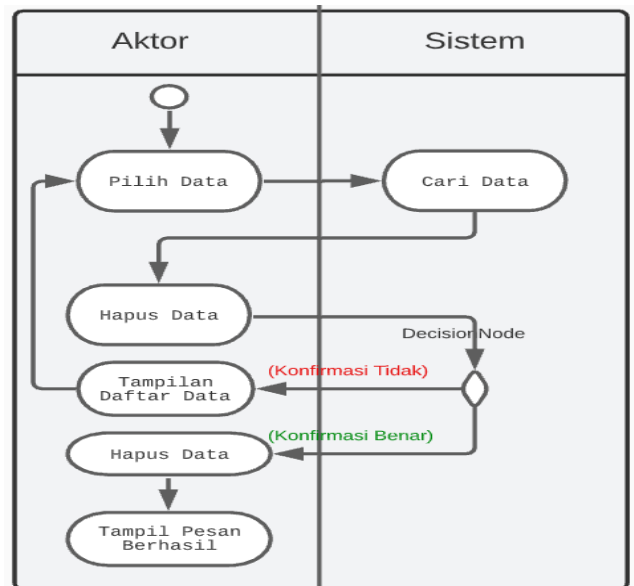 Aktor
Sistem
Pilih Data
Cari Data
Hapus Data
Decisior Node
(Konfirmasi Tidak)
Tampilan
Daftar Data
(Konfirmasi Benar)
Hapus Data
Tampil Pesan
Berhasil